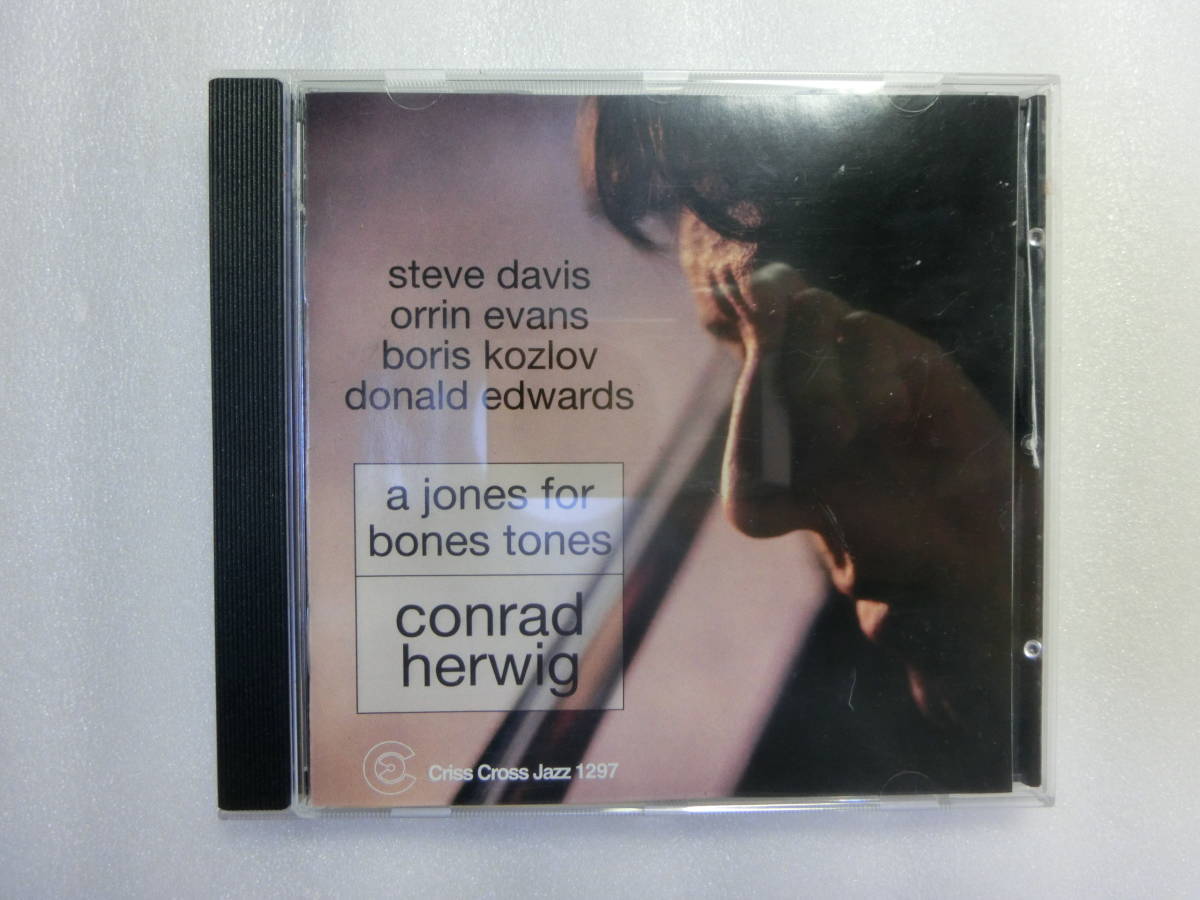 steve davis
orrin evans
boris kozlov
donald edwards
a jones for
bones tones
conrad
herwig
Criss Cross Jazz 1297